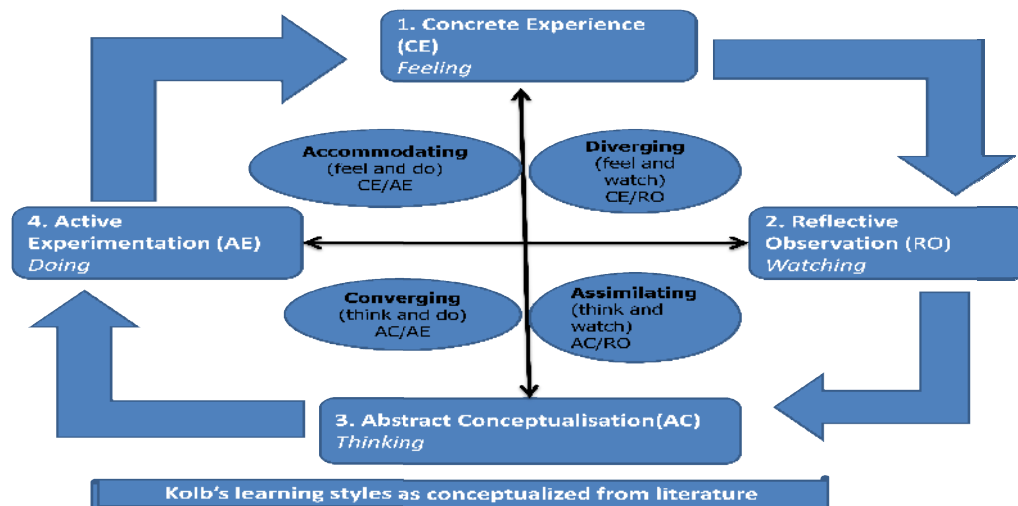 1. Concrete Experience
(CE)
Feeling
Accommodating
(feel and do)
CE/AE
Diverging
(feel and
watch)
CE/RO
4. Active
Experimentation (AE)
Doing
2. Reflective
Observation (RO)
Watching
Converging
(think and do)
AC/AE
Assimilating
(think and
watch)
AC/RO
3. Abstract Conceptualisation(AC)
Thinking
Kolb's learning styles as conceptualized from literature